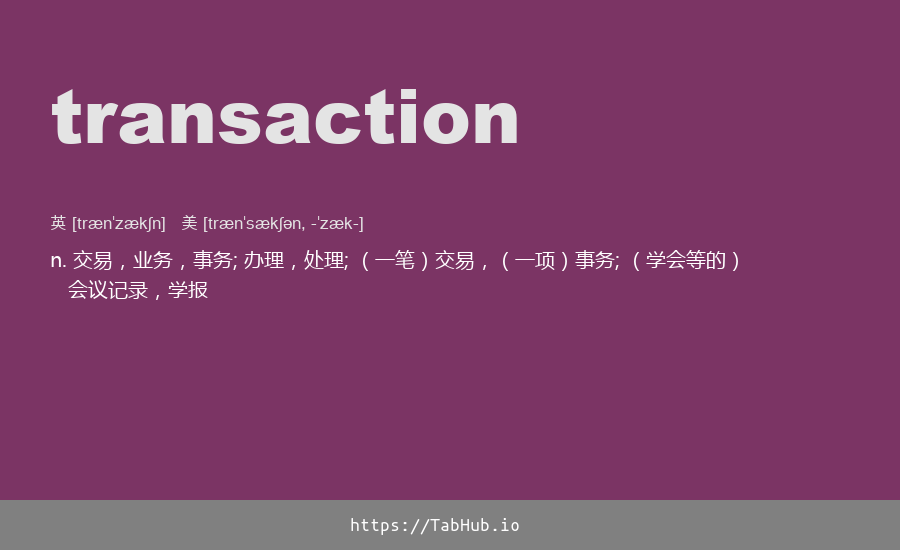 transaction
英 [træn'zækʃn] 美 [træn'sækʃən, -'zæk-]
n. 交易，业务，事务; 办理，处理; （一笔）交易，（一项）事务; （学会等的）
会议记录，学报
https://TabHub.io